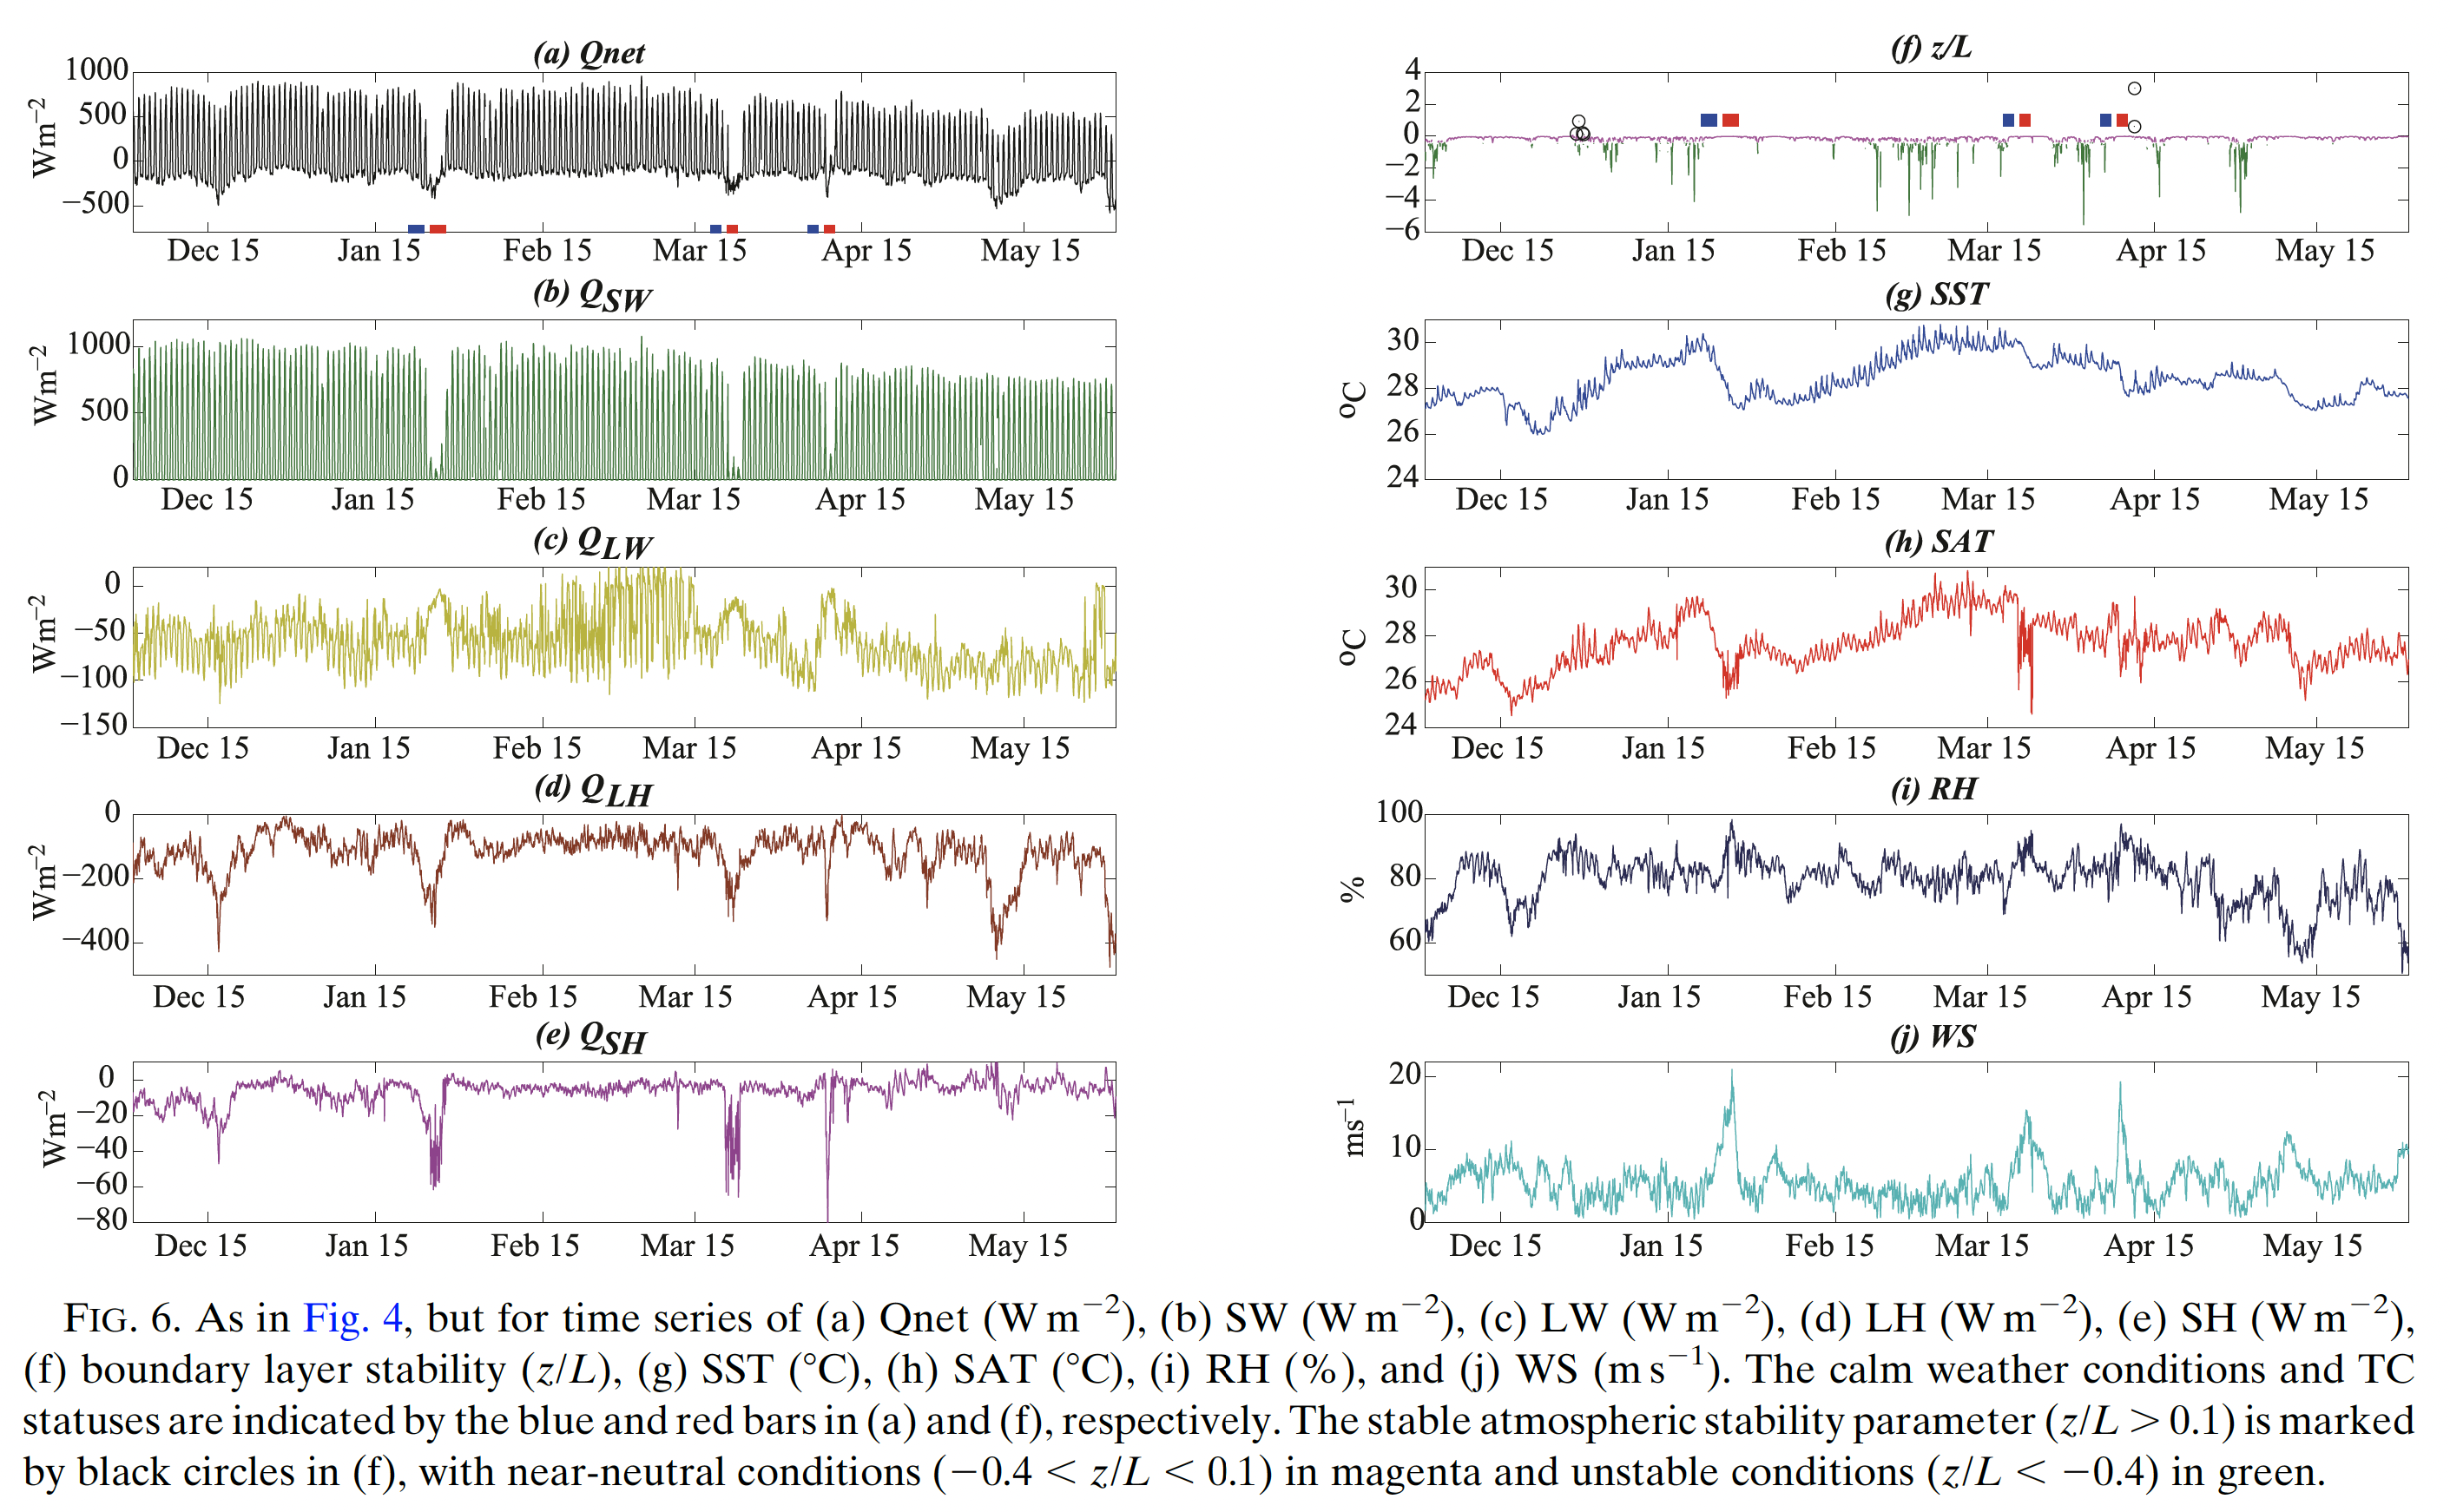 (a) Qnet
1000
500
0
−500
Wm−2
Dec 15 Jan 15 Feb 15 Mar 15 Apr 15 May 15
(b) QSW
1000
500
0
Wm−2
Dec 15 Jan 15 Feb 15 Mar 15 Apr 15 May 15
(c) QLW
0
−50
−100
−150
Wm−2
Dec 15 Jan 15 Feb 15 Mar 15 Apr 15 May 15
(d) QLH
0
−200
−400
Wm−2
Dec 15 Jan 15 Feb 15 Mar 15 Apr 15 May 15
(e) QSH
0
−20
−40
−60
−80
Wm−2
Dec 15 Jan 15 Feb 15 Mar 15 Apr 15 May 15
(f) z/L
4
2
0
−2
−4
−6
Dec 15 Jan 15 Feb 15 Mar 15 Apr 15 May 15
(g) SST
30
28
26
24
oC
Dec 15 Jan 15 Feb 15 Mar 15 Apr 15 May 15
(h) SAT
30
28
26
24
oC
Dec 15 Jan 15 Feb 15 Mar 15 Apr 15 May 15
(i) RH
100
80
60
%
Dec 15 Jan 15 Feb 15 Mar 15 Apr 15 May 15
(j) WS
20
10
0
ms−1
Dec 15 Jan 15 Feb 15 Mar 15 Apr 15 May 15
FIG. 6. As in Fig. 4, but for time series of (a) Qnet (W m−2), (b) SW (W m−2), (c) LW (W m−2), (d) LH (W m−2), (e) SH (W m−2),
(f) boundary layer stability (z/L), (g) SST (°C), (h) SAT (°C), (i) RH (%), and (j) WS (m s−1). The calm weather conditions and TC
statuses are indicated by the blue and red bars in (a) and (f), respectively. The stable atmospheric stability parameter (z/L > 0.1) is marked
by black circles in (f), with near-neutral conditions (−0.4 < z/L < 0.1) in magenta and unstable conditions (z/L < −0.4) in green.